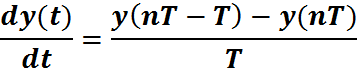 dy(t)/dt = y(nT − T) − y(nT)/T